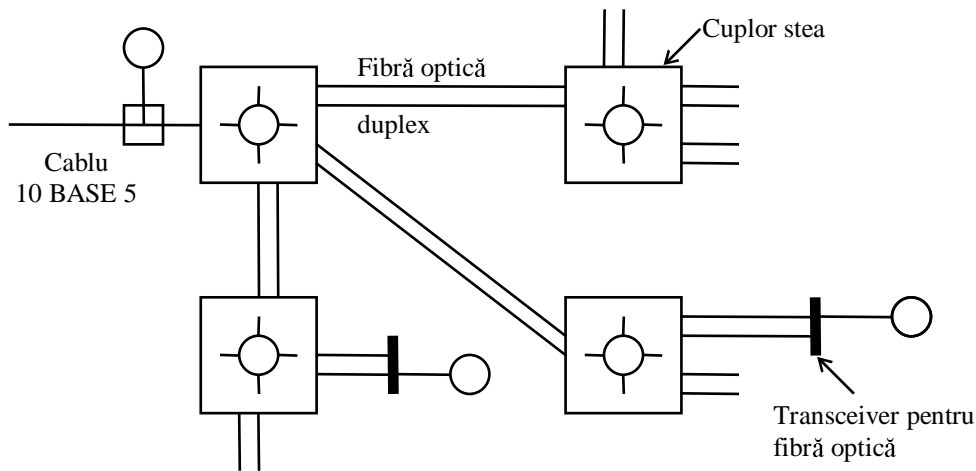 Cuplor stea
Fibră optică
duplex
Cablu
10 BASE 5
Transceiver pentru
fibră optică